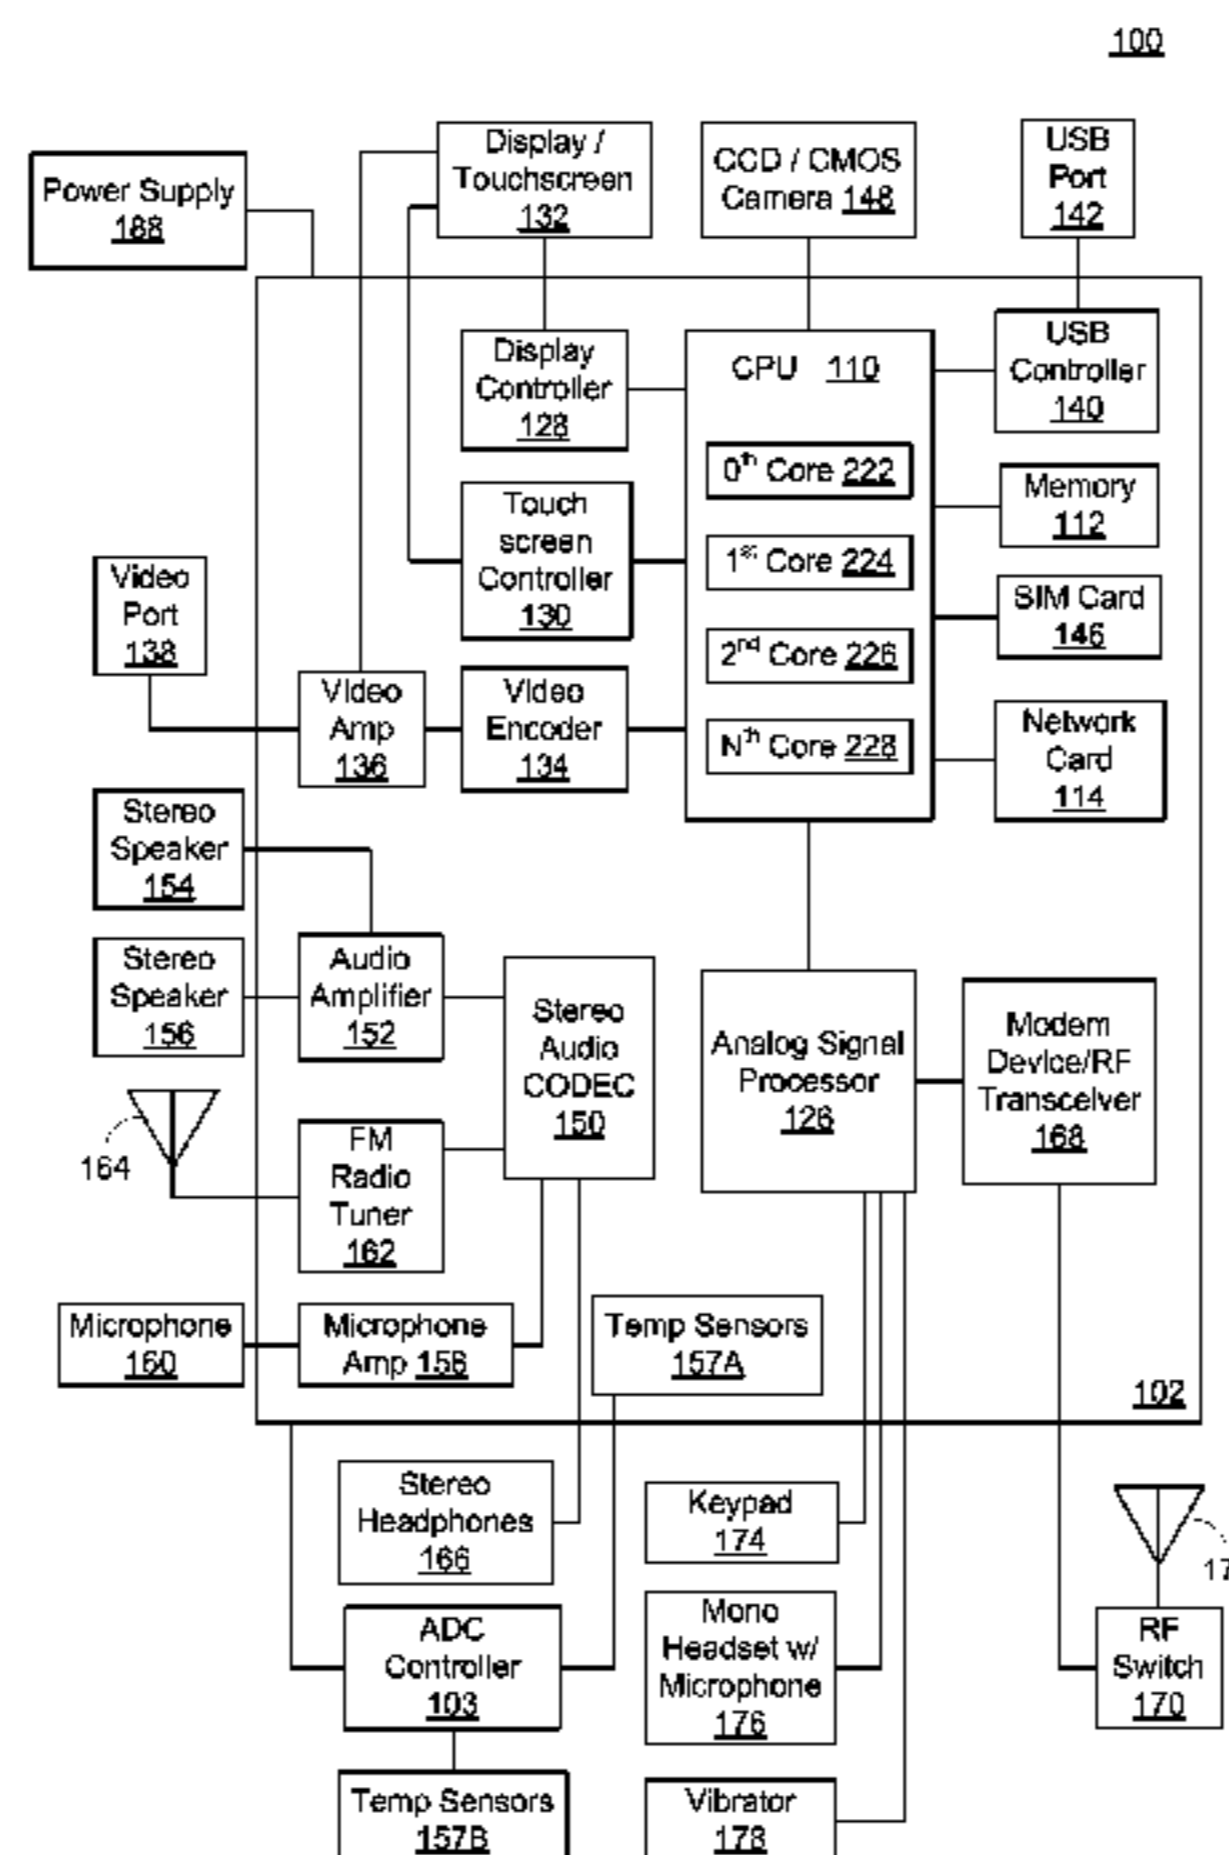 100
Power Supply
188
Display /
Touchscreen
132
CCD / CMOS
Camera 148
USB
Port
142
Display
Controller
128
CPU 110
USB
Controller
140
0th Core 222
Memory
112
Touch
screen
Controller
130
1st Core 224
SIM Card
146
Video
Port
138
2nd Core 226
Video
Amp
136
Video
Encoder
134
Nth Core 228
Network
Card
114
Stereo
Speaker
154
Stereo
Speaker
156
Audio
Amplifier
152
Stereo
Audio
CODEC
150
Analog Signal
Processor
126
Modem
Device/RF
Transceiver
168
164
FM
Radio
Tuner
162
Microphone
160
Microphone
Amp 158
Temp Sensors
157A
102
Stereo
Headphones
166
Keypad
174
17
ADC
Controller
103
Mono
Headset w/
Microphone
176
RF
Switch
170
Temp Sensors
157B
Vibrator
178